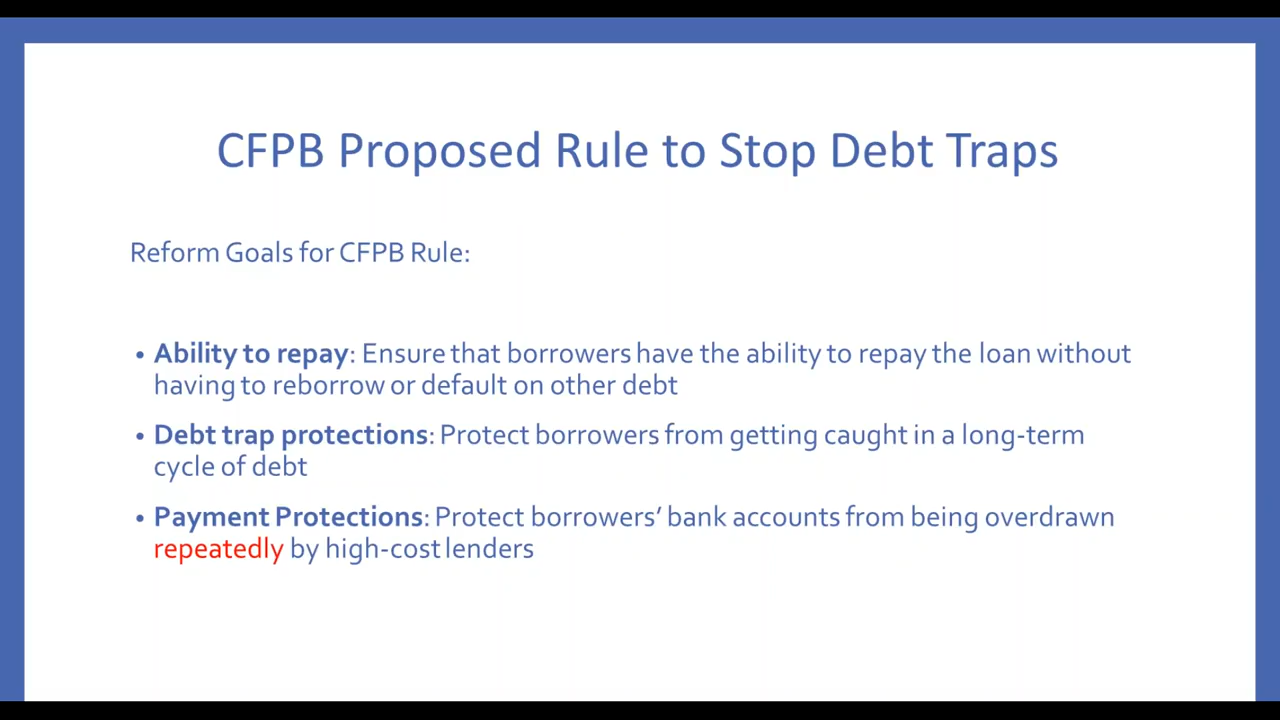 CFPB Proposed Rule to Stop Debt Traps
Reform Goals for CFPB Rule:
• Ability to repay: Ensure that borrowers have the ability to repay the loan without
having to reborrow or default on other debt
• Debt trap protections: Protect borrowers from getting caught in a long-term
cycle of debt
• Payment Protections: Protect borrowers’ bank accounts from being overdrawn
repeatedly by high-cost lenders